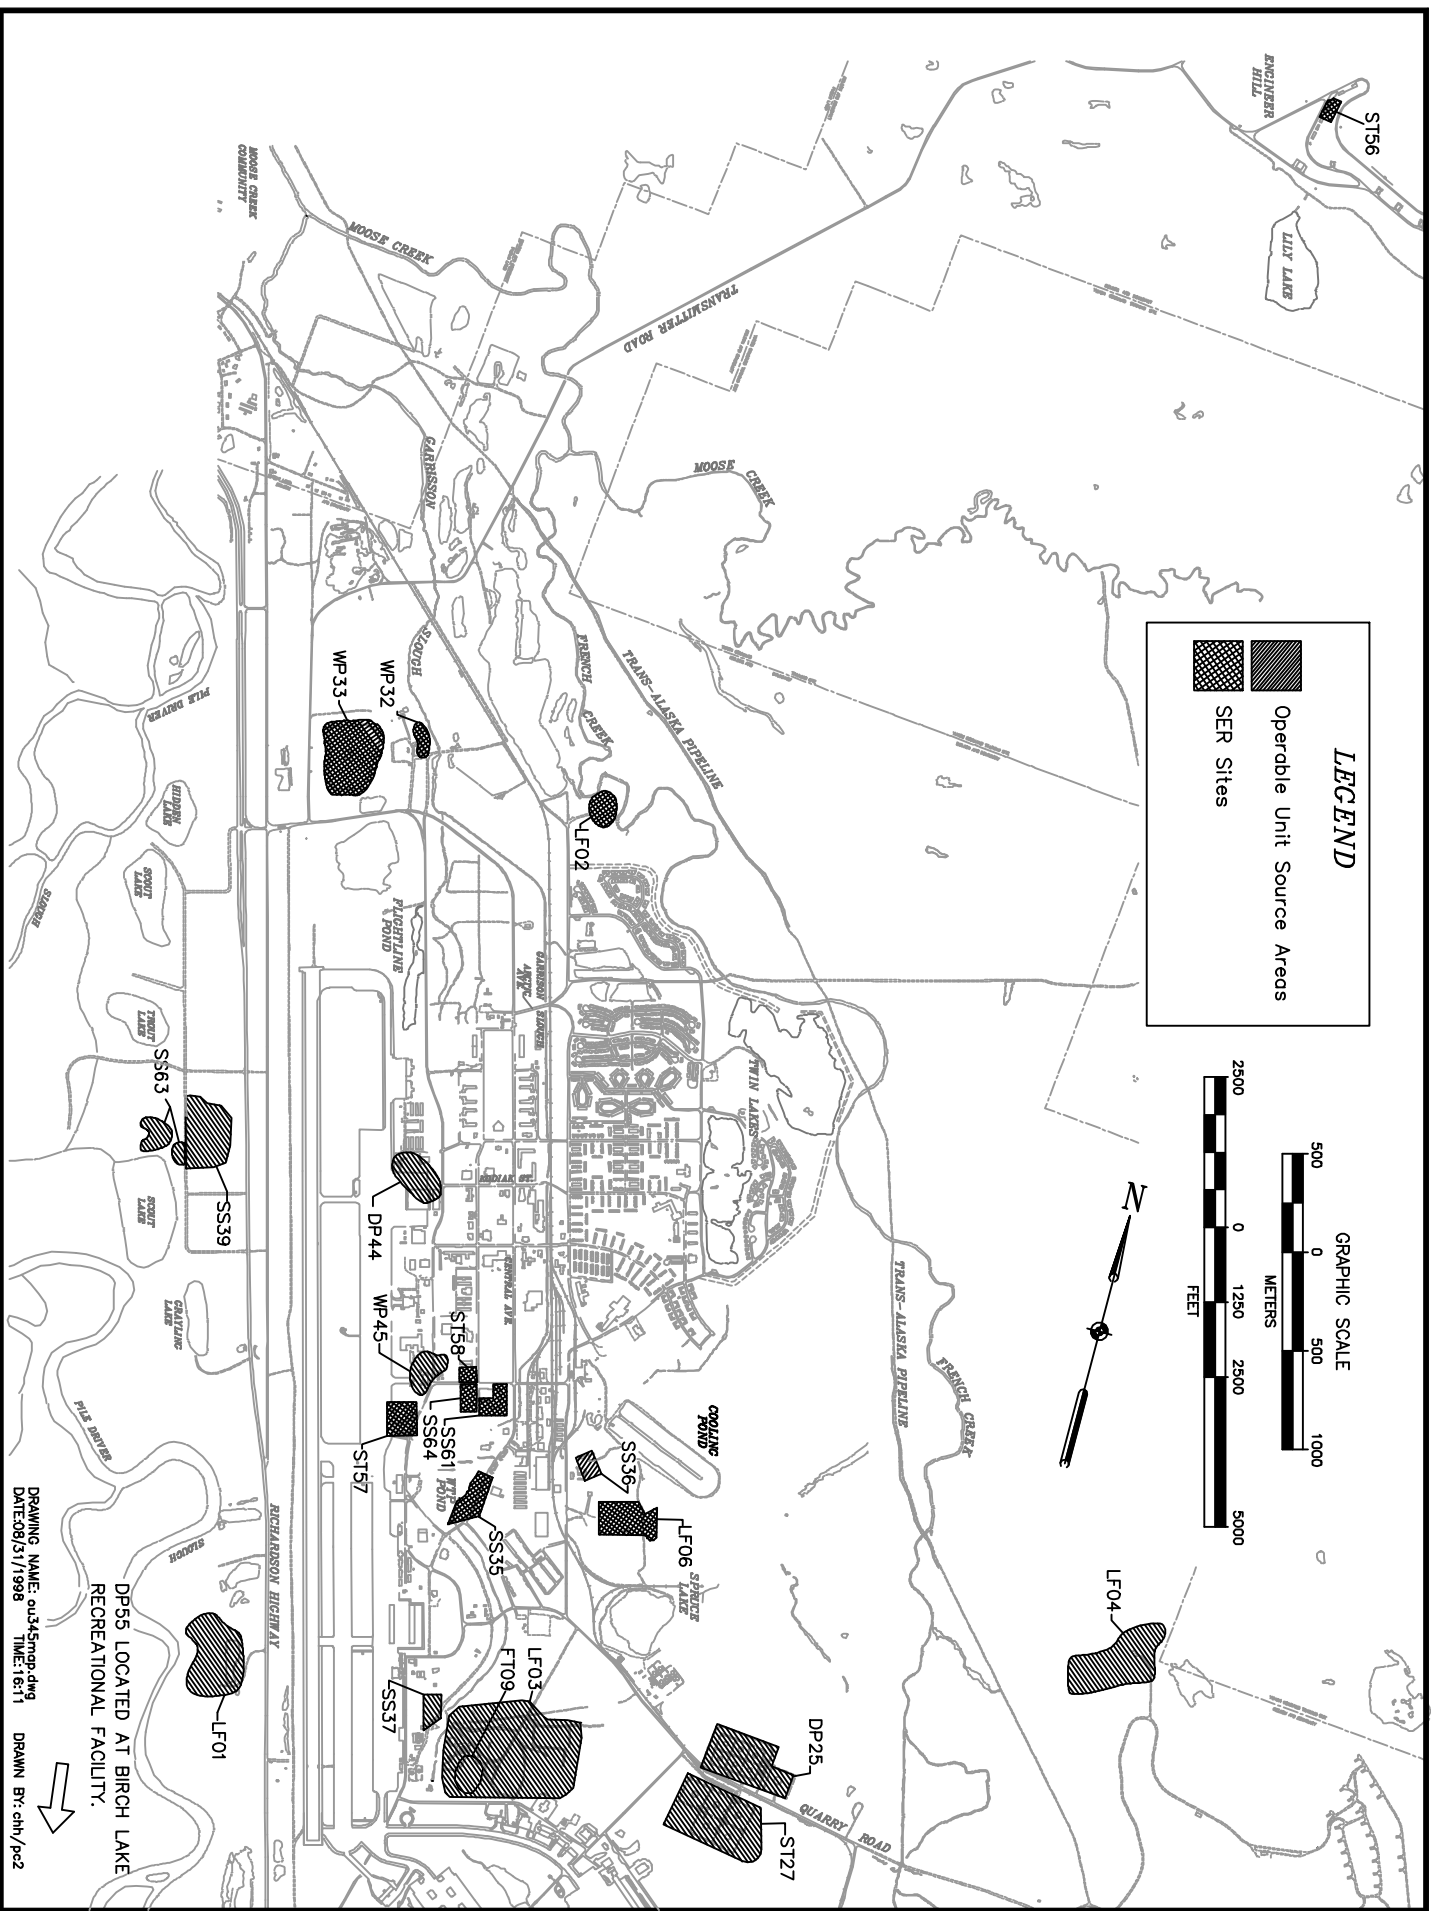 LEGEND
Operable Unit Source Areas
SER Sites
GRAPHIC SCALE
500 0 500 1000
METERS
2500 0 1250 2500 5000
FEET
N
ST56
ENGINEER
HILL
LILY LAKE
MOOSE CREEK
COMMUNITY
MOOSE CREEK
TRANSMITTER ROAD
MOOSE
CREEK
GARRISSON
SLOUGH
FRENCH
CREEK
TRANS-ALASKA PIPELINE
WP33
WP32
LF02
PILE DRIVER
SLOUGH
HIDDEN
LAKE
SCOUT
LAKE
TROUT
LAKE
FLIGHTLINE
POND
GARRISON
SLOUGH
ARCTIC
AVE.
TWIN LAKES
SS63
SS39
SCOUT
LAKE
GRAYLING
LAKE
DP44
KODIAK ST.
CENTRAL AVE
WP45
ST58
SS64
SS61
ST57
WTP
POND
SS35
SS36
COOLING
POND
LF06
SPRUCE
LAKE
TRANS-ALASKA PIPELINE
FRENCH CREEK
LF04
PILE DRIVER
SLOUGH
RICHARDSON HIGHWAY
LF01
SS37
FT09
LF03
DP25
ST27
QUARRY ROAD
DP55 LOCATED AT BIRCH LAKE
RECREATIONAL FACILITY.
DRAWING NAME: ou345map.dwg
DATE:08/31/1998 TIME:16:11 DRAWN BY: chh/pc2